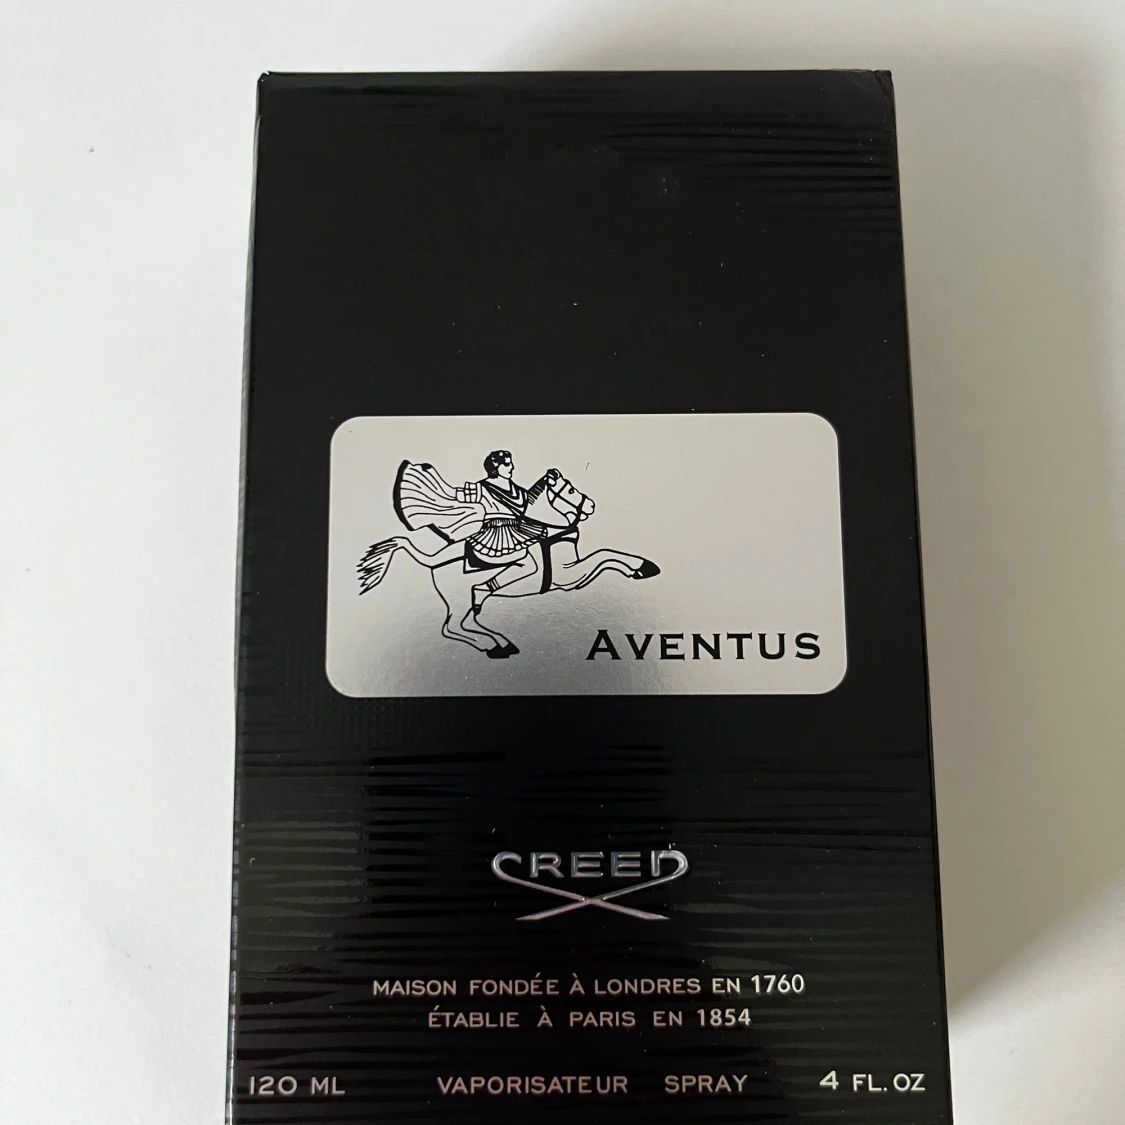 AVENTUS
CREED
MAISON FONDÉE À LONDRES EN 1760
ÉTABLIE À PARIS EN 1854
120 ML VAPORISATEUR SPRAY 4 FL. OZ